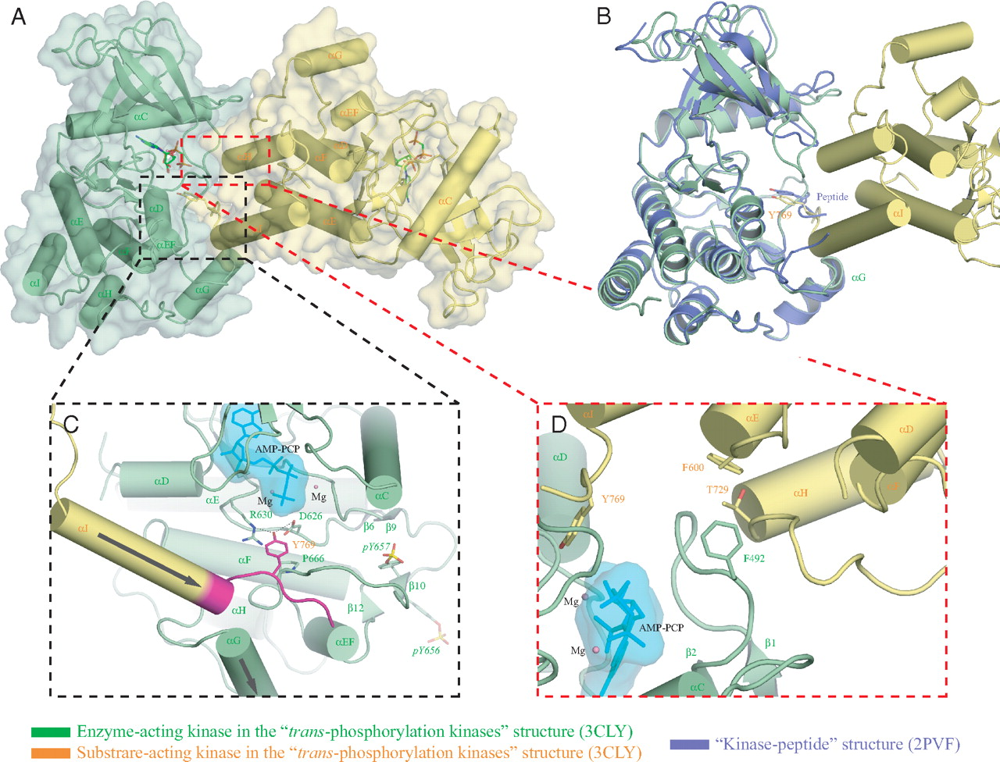 A
αG
αC
αEF
αH
αF
αD
αE
αC
αE
αEF
αI
αH
αG
B
Peptide
Y769
αI
αG
C
AMP-PCP
αD
αE
Mg
Mg
αC
R630
D626
β6
β9
αI
Y769
pY657
αF
P666
β10
αH
β12
αG
αEF
pY656
D
αI
αE
αD
αD
F600
T729
αH
αF
Y769
F492
Mg
AMP-PCP
Mg
β2
β1
αC
Enzyme-acting kinase in the “trans-phosphorylation kinases” structure (3CLY)
Substrare-acting kinase in the “trans-phosphorylation kinases” structure (3CLY)
“Kinase-peptide” structure (2PVF)